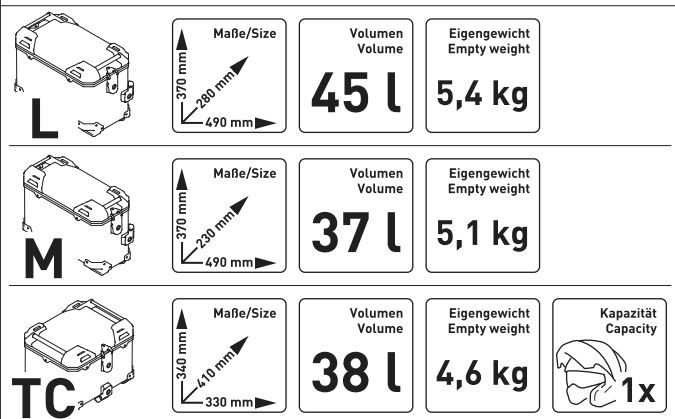 L
Maße/Size
370 mm
280 mm
490 mm
Volumen
Volume
45 l
Eigengewicht
Empty weight
5,4 kg
M
Maße/Size
370 mm
230 mm
490 mm
Volumen
Volume
37 l
Eigengewicht
Empty weight
5,1 kg
TC
Maße/Size
340 mm
410 mm
330 mm
Volumen
Volume
38 l
Eigengewicht
Empty weight
4,6 kg
Kapazität
Capacity
1x